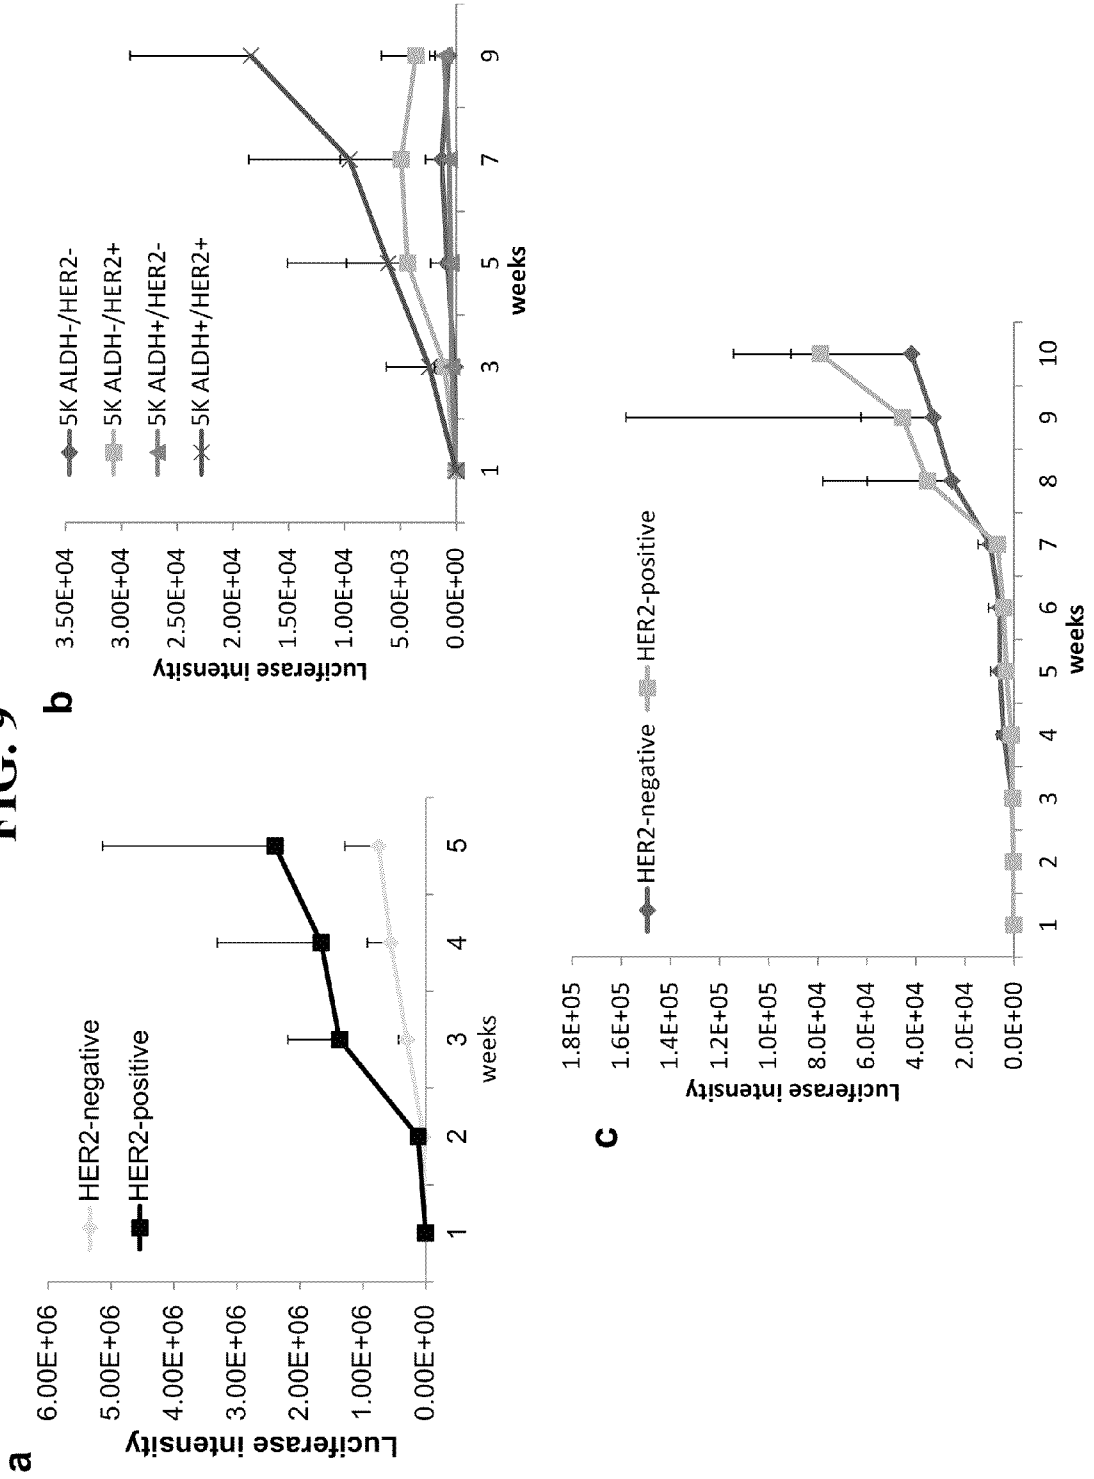 FIG. 9
a
Luciferase intensity
6.00E+06
5.00E+06
4.00E+06
3.00E+06
2.00E+06
1.00E+06
0.00E+00
HER2-negative
HER2-positive
1 2 3 4 5
weeks
b
Luciferase intensity
3.50E+04
3.00E+04
2.50E+04
2.00E+04
1.50E+04
1.00E+04
5.00E+03
0.00E+00
5K ALDH-/HER2-
5K ALDH-/HER2+
5K ALDH+/HER2-
5K ALDH+/HER2+
1 3 5 7 9
weeks
c
Luciferase intensity
1.8E+05
1.6E+05
1.4E+05
1.2E+05
1.0E+05
8.0E+04
6.0E+04
4.0E+04
2.0E+04
0.0E+00
HER2-negative HER2-positive
1 2 3 4 5 6 7 8 9 10
weeks